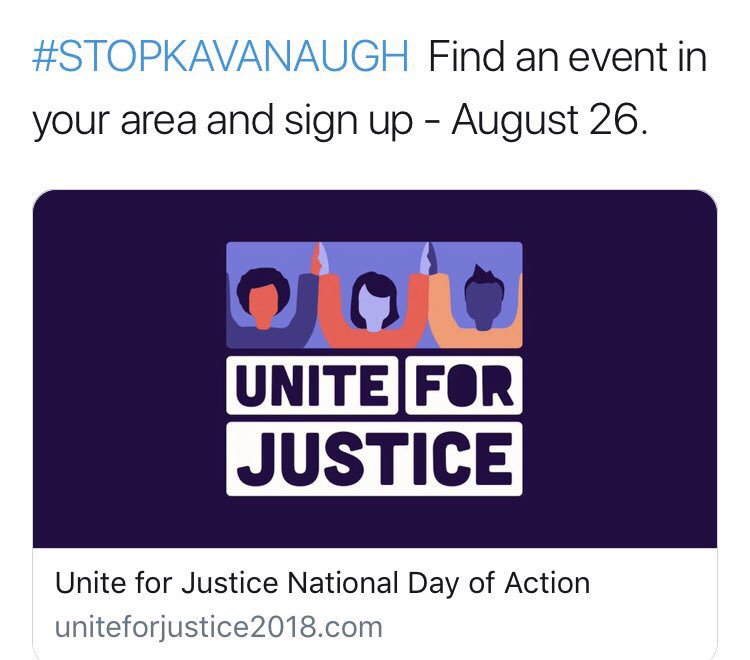 #STOPKAVANAUGH Find an event in
your area and sign up - August 26.
UNITE FOR
JUSTICE
Unite for Justice National Day of Action
uniteforjustice2018.com